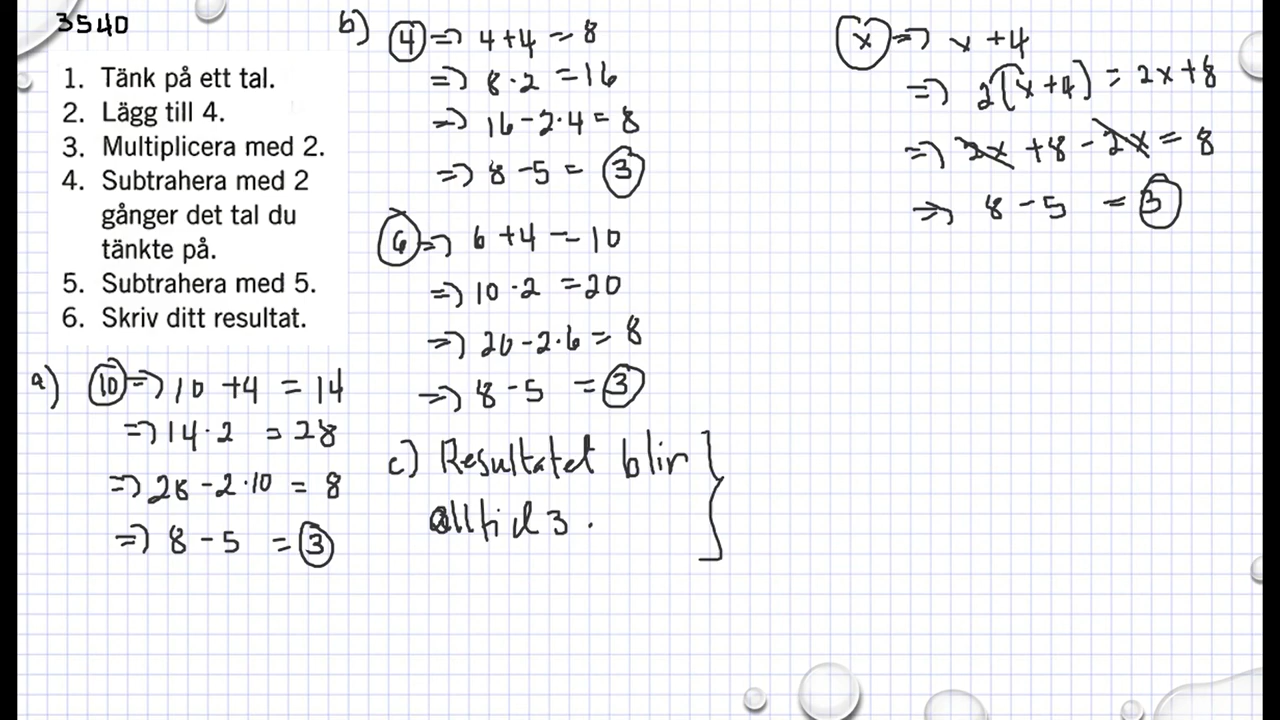 3540
1. Tänk på ett tal.
2. Lägg till 4.
3. Multiplicera med 2.
4. Subtrahera med 2
gånger det tal du
tänkte på.
5. Subtrahera med 5.
6. Skriv ditt resultat.
a) 10 => 10 + 4 = 14
=> 14 · 2 = 28
=> 28 - 2 · 10 = 8
=> 8 - 5 = 3
b) 4 => 4 + 4 = 8
=> 8 · 2 = 16
=> 16 - 2 · 4 = 8
=> 8 - 5 = 3
6 => 6 + 4 = 10
=> 10 · 2 = 20
=> 20 - 2 · 6 = 8
=> 8 - 5 = 3
c) Resultatet blir
alltid 3.
x => x + 4
=> 2(x + 4) = 2x + 8
=> 2x + 8 - 2x = 8
=> 8 - 5 = 3